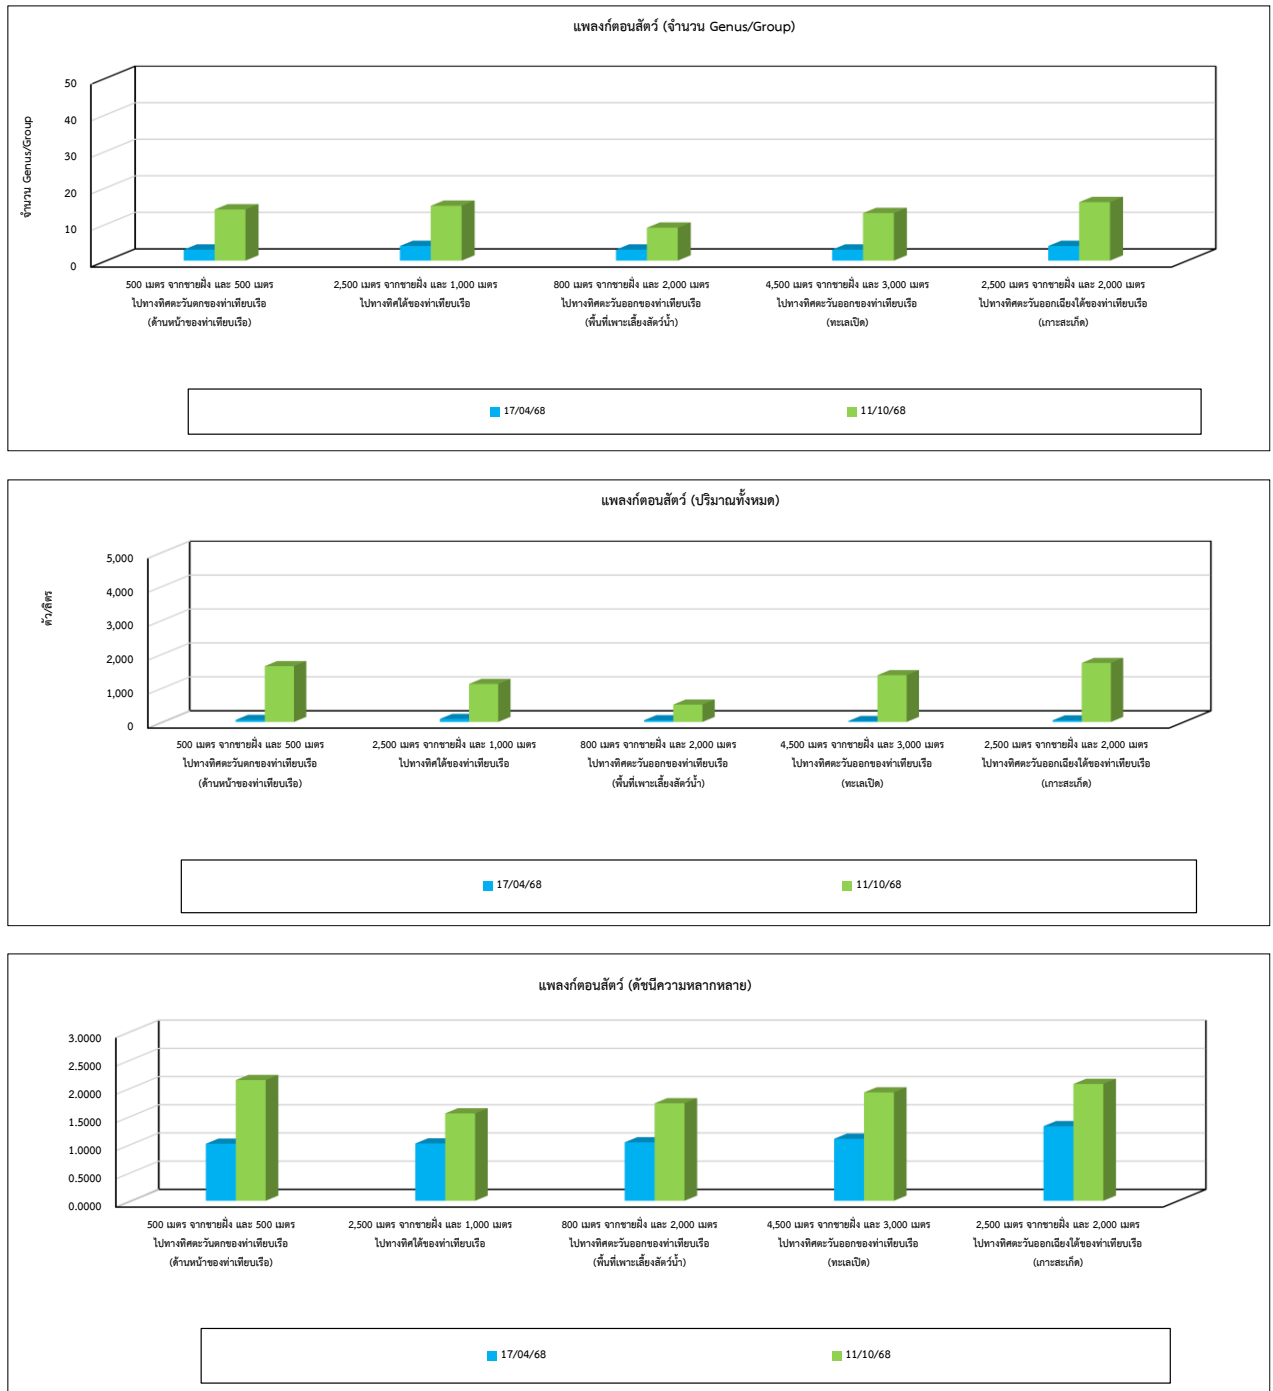 แพลงก์ตอนสัตว์ (จำนวน Genus/Group)
จำนวน Genus/Group
50
40
30
20
10
0
500 เมตร จากชายฝั่ง และ 500 เมตร
ไปทางทิศตะวันตกของท่าเทียบเรือ
(ด้านหน้าของท่าเทียบเรือ)
2,500 เมตร จากชายฝั่ง และ 1,000 เมตร
ไปทางทิศใต้ของท่าเทียบเรือ
800 เมตร จากชายฝั่ง และ 2,000 เมตร
ไปทางทิศตะวันออกของท่าเทียบเรือ
(พื้นที่เพาะเลี้ยงสัตว์น้ำ)
4,500 เมตร จากชายฝั่ง และ 3,000 เมตร
ไปทางทิศตะวันออกของท่าเทียบเรือ
(ทะเลเปิด)
2,500 เมตร จากชายฝั่ง และ 2,000 เมตร
ไปทางทิศตะวันออกเฉียงใต้ของท่าเทียบเรือ
(เกาะสะเก็ด)
17/04/68
11/10/68
แพลงก์ตอนสัตว์ (ปริมาณทั้งหมด)
ตัว/ลิตร
5,000
4,000
3,000
2,000
1,000
0
500 เมตร จากชายฝั่ง และ 500 เมตร
ไปทางทิศตะวันตกของท่าเทียบเรือ
(ด้านหน้าของท่าเทียบเรือ)
2,500 เมตร จากชายฝั่ง และ 1,000 เมตร
ไปทางทิศใต้ของท่าเทียบเรือ
800 เมตร จากชายฝั่ง และ 2,000 เมตร
ไปทางทิศตะวันออกของท่าเทียบเรือ
(พื้นที่เพาะเลี้ยงสัตว์น้ำ)
4,500 เมตร จากชายฝั่ง และ 3,000 เมตร
ไปทางทิศตะวันออกของท่าเทียบเรือ
(ทะเลเปิด)
2,500 เมตร จากชายฝั่ง และ 2,000 เมตร
ไปทางทิศตะวันออกเฉียงใต้ของท่าเทียบเรือ
(เกาะสะเก็ด)
17/04/68
11/10/68
แพลงก์ตอนสัตว์ (ดัชนีความหลากหลาย)
3.0000
2.5000
2.0000
1.5000
1.0000
0.5000
0.0000
500 เมตร จากชายฝั่ง และ 500 เมตร
ไปทางทิศตะวันตกของท่าเทียบเรือ
(ด้านหน้าของท่าเทียบเรือ)
2,500 เมตร จากชายฝั่ง และ 1,000 เมตร
ไปทางทิศใต้ของท่าเทียบเรือ
800 เมตร จากชายฝั่ง และ 2,000 เมตร
ไปทางทิศตะวันออกของท่าเทียบเรือ
(พื้นที่เพาะเลี้ยงสัตว์น้ำ)
4,500 เมตร จากชายฝั่ง และ 3,000 เมตร
ไปทางทิศตะวันออกของท่าเทียบเรือ
(ทะเลเปิด)
2,500 เมตร จากชายฝั่ง และ 2,000 เมตร
ไปทางทิศตะวันออกเฉียงใต้ของท่าเทียบเรือ
(เกาะสะเก็ด)
17/04/68
11/10/68